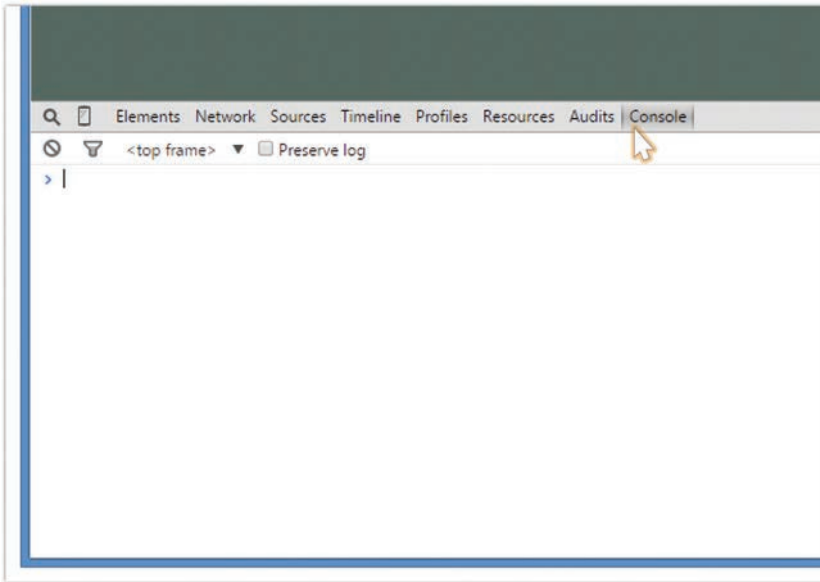 Elements Network Sources Timeline Profiles Resources Audits Console
<top frame> ▼ Preserve log
>